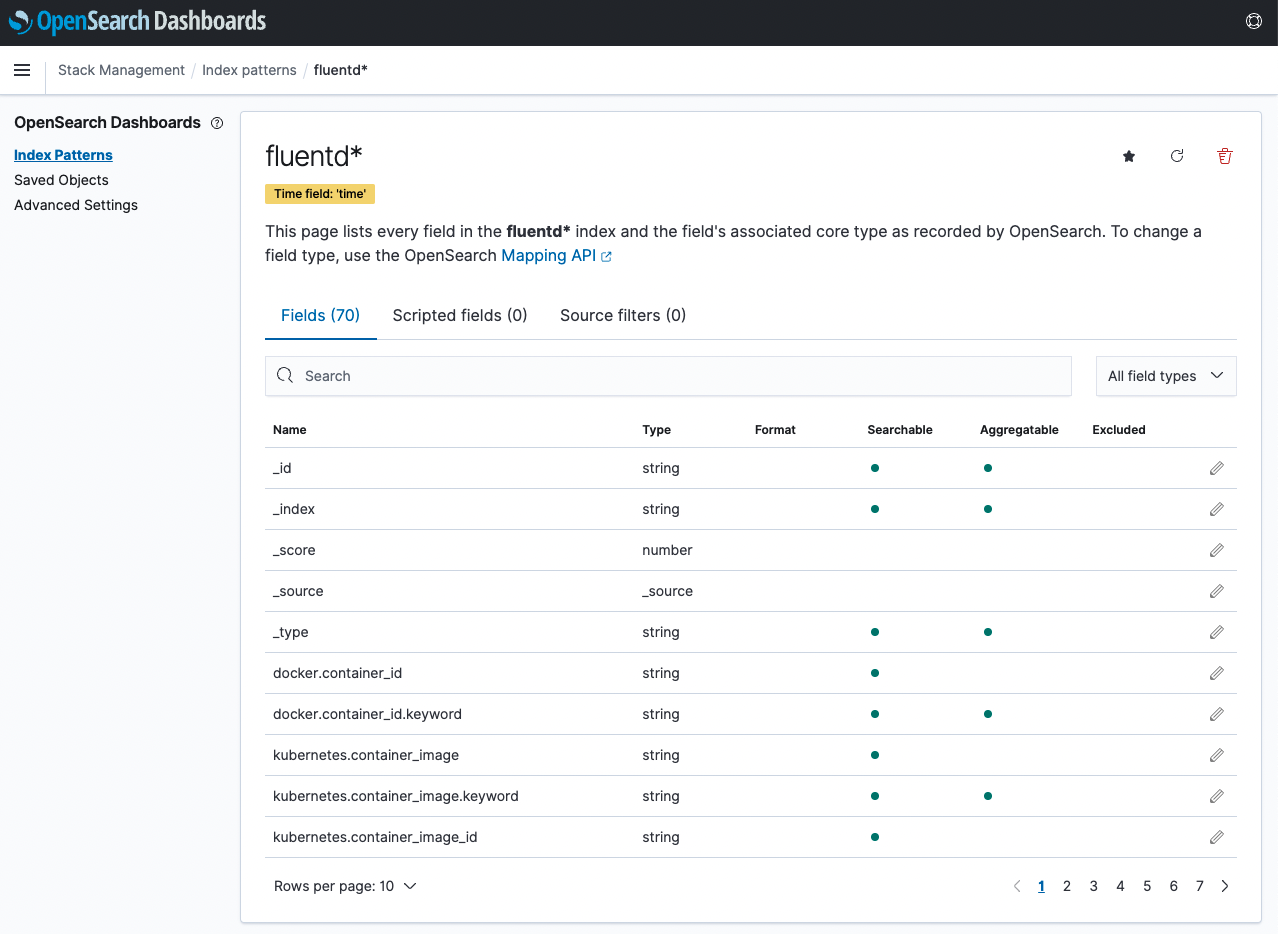 OpenSearch Dashboards
Stack Management / Index patterns / fluentd*
OpenSearch Dashboards
Index Patterns
Saved Objects
Advanced Settings
fluentd*
Time field: 'time'
This page lists every field in the fluentd* index and the field's associated core type as recorded by OpenSearch. To change a
field type, use the OpenSearch Mapping API
Fields (70) Scripted fields (0) Source filters (0)
Search All field types
Name Type Format Searchable Aggregatable Excluded
_id string
_index string
_score number
_source _source
_type string
docker.container_id string
docker.container_id.keyword string
kubernetes.container_image string
kubernetes.container_image.keyword string
kubernetes.container_image_id string
Rows per page: 10 1 2 3 4 5 6 7